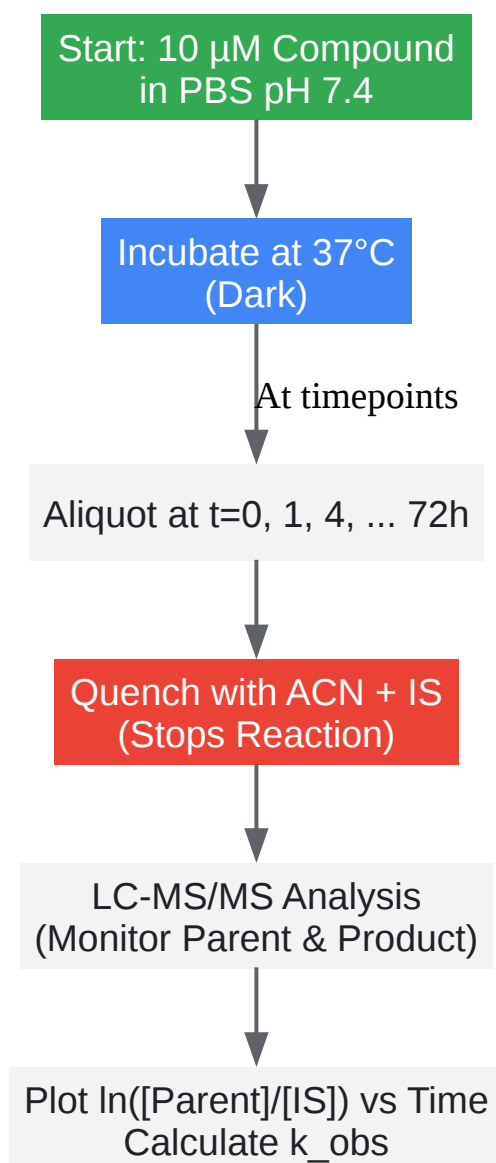 Start: 10 µM Compound
in PBS pH 7.4
Incubate at 37°C
(Dark)
At timepoints
Aliquot at t=0, 1, 4, ... 72h
Quench with ACN + IS
(Stops Reaction)
LC-MS/MS Analysis
(Monitor Parent & Product)
Plot ln([Parent]/[IS]) vs Time
Calculate k_obs